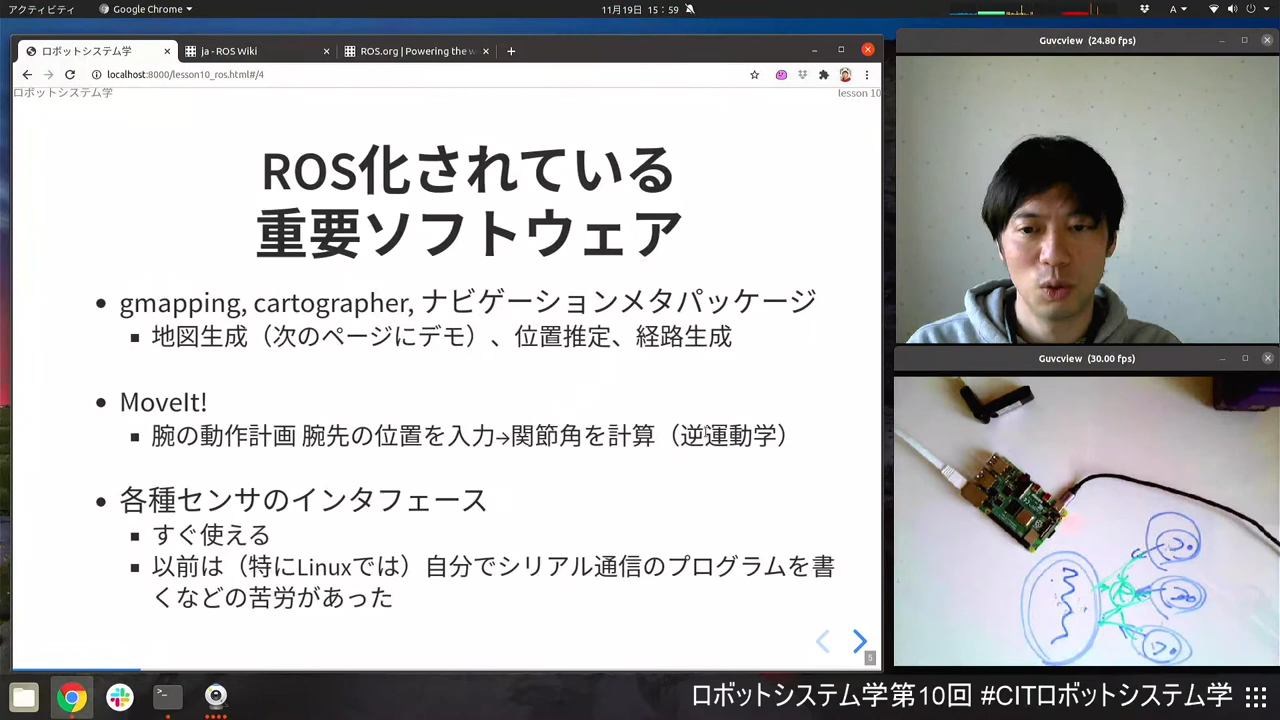 アクティビティ
Google Chrome
11月19日 15：59
A
ロボットシステム学
ja - ROS Wiki
ROS.org | Powering the w
localhost:8000/lesson10_ros.html#/4
ロボットシステム学
lesson 10
ROS化されている
重要ソフトウェア
gmapping, cartographer, ナビゲーションメタパッケージ
地図生成（次のページにデモ）、位置推定、経路生成
MoveIt!
腕の動作計画 腕先の位置を入力→関節角を計算（逆運動学）
各種センサのインタフェース
すぐ使える
以前は（特にLinuxでは）自分でシリアル通信のプログラムを書
くなどの苦労があった
5
Guvcview (24.80 fps)
Guvcview (30.00 fps)
ロボットシステム学第10回 #CITロボットシステム学